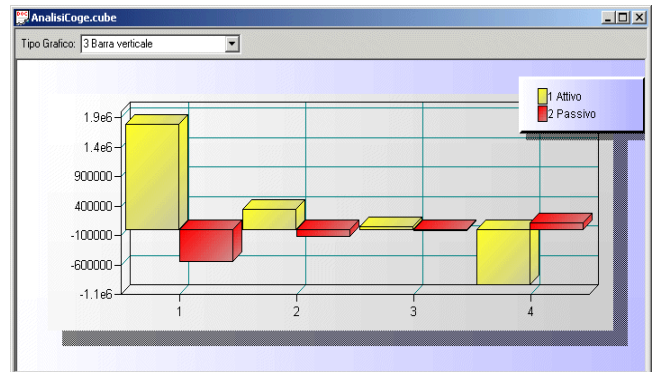 AnalisiCoge.cube
Tipo Grafico: 3 Barra verticale
1 Attivo
2 Passivo
1.9e6
1.4e6
900000
400000
-100000
-600000
-1.1e6
1 2 3 4